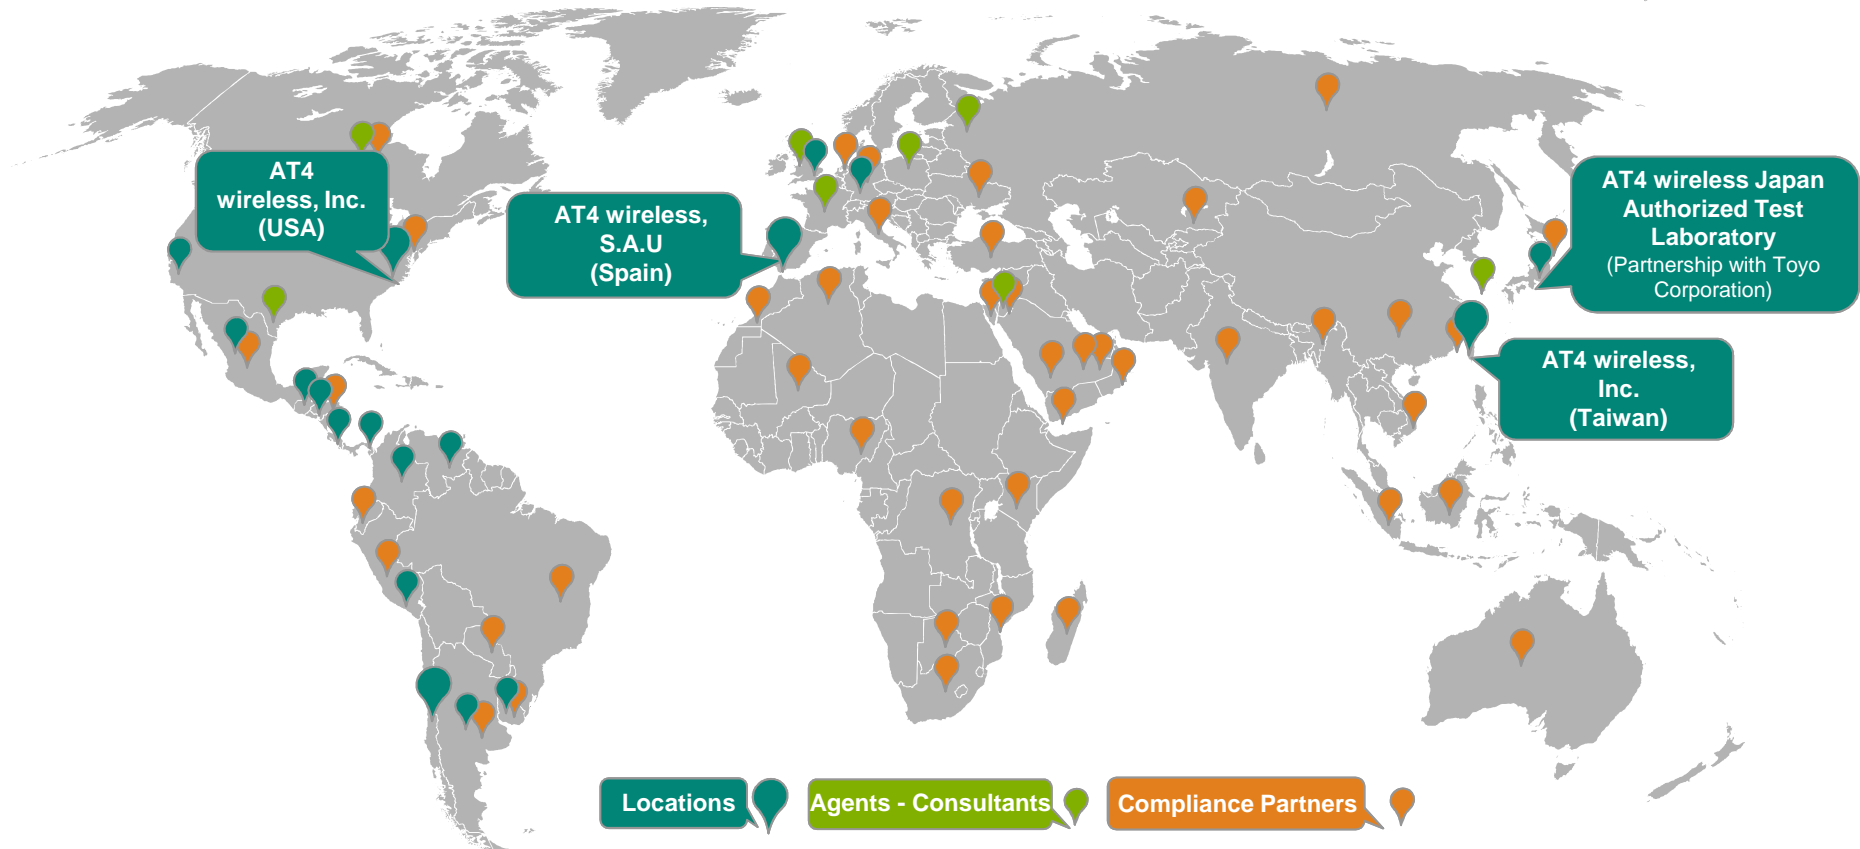 AT4
wireless, Inc.
(USA)
AT4 wireless,
S.A.U
(Spain)
AT4 wireless Japan
Authorized Test
Laboratory
(Partnership with Toyo
Corporation)
AT4 wireless,
Inc.
(Taiwan)
Locations
Agents - Consultants
Compliance Partners